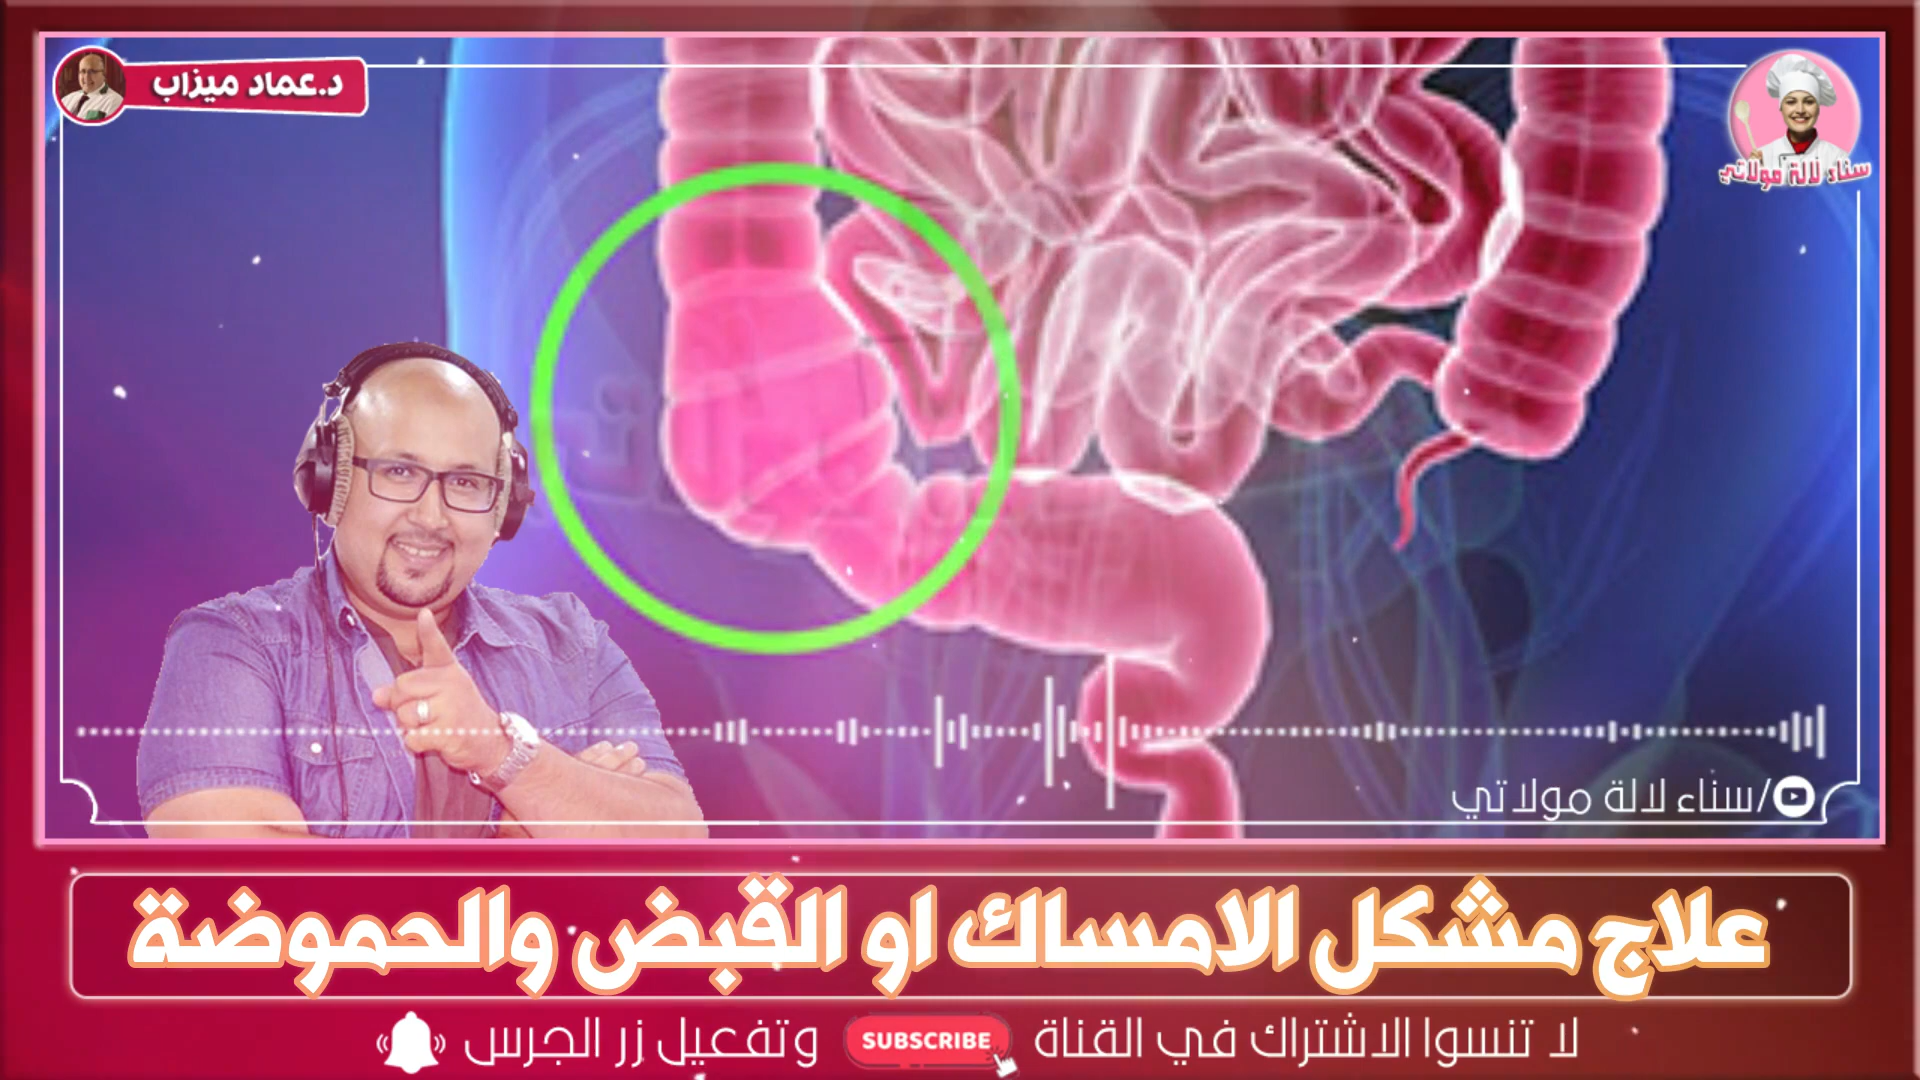 د.عماد ميزاب
سناء لالة مولاتي
سناء لالة مولاتي/
علاج مشكل الامساك او القبض والحموضة
لا تنسوا الاشتراك في القناة SUBSCRIBE وتفعيل زر الجرس